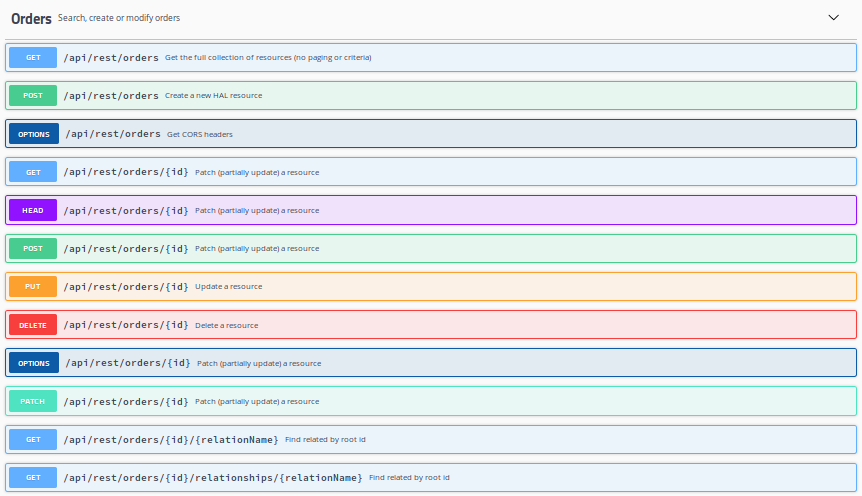 Orders Search, create or modify orders
GET /api/rest/orders Get the full collection of resources (no paging or criteria)
POST /api/rest/orders Create a new HAL resource
OPTIONS /api/rest/orders Get CORS headers
GET /api/rest/orders/{id} Patch (partially update) a resource
HEAD /api/rest/orders/{id} Patch (partially update) a resource
POST /api/rest/orders/{id} Patch (partially update) a resource
PUT /api/rest/orders/{id} Update a resource
DELETE /api/rest/orders/{id} Delete a resource
OPTIONS /api/rest/orders/{id} Patch (partially update) a resource
PATCH /api/rest/orders/{id} Patch (partially update) a resource
GET /api/rest/orders/{id}/{relationName} Find related by root id
GET /api/rest/orders/{id}/relationships/{relationName} Find related by root id